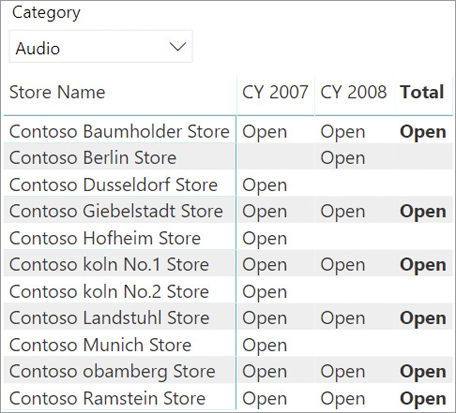 Category
Audio
Store Name CY 2007 CY 2008 Total
Contoso Baumholder Store Open Open Open
Contoso Berlin Store Open
Contoso Dusseldorf Store Open
Contoso Giebelstadt Store Open Open Open
Contoso Hofheim Store Open
Contoso koln No.1 Store Open Open Open
Contoso koln No.2 Store Open
Contoso Landstuhl Store Open Open Open
Contoso Munich Store Open
Contoso obamberg Store Open Open Open
Contoso Ramstein Store Open Open Open